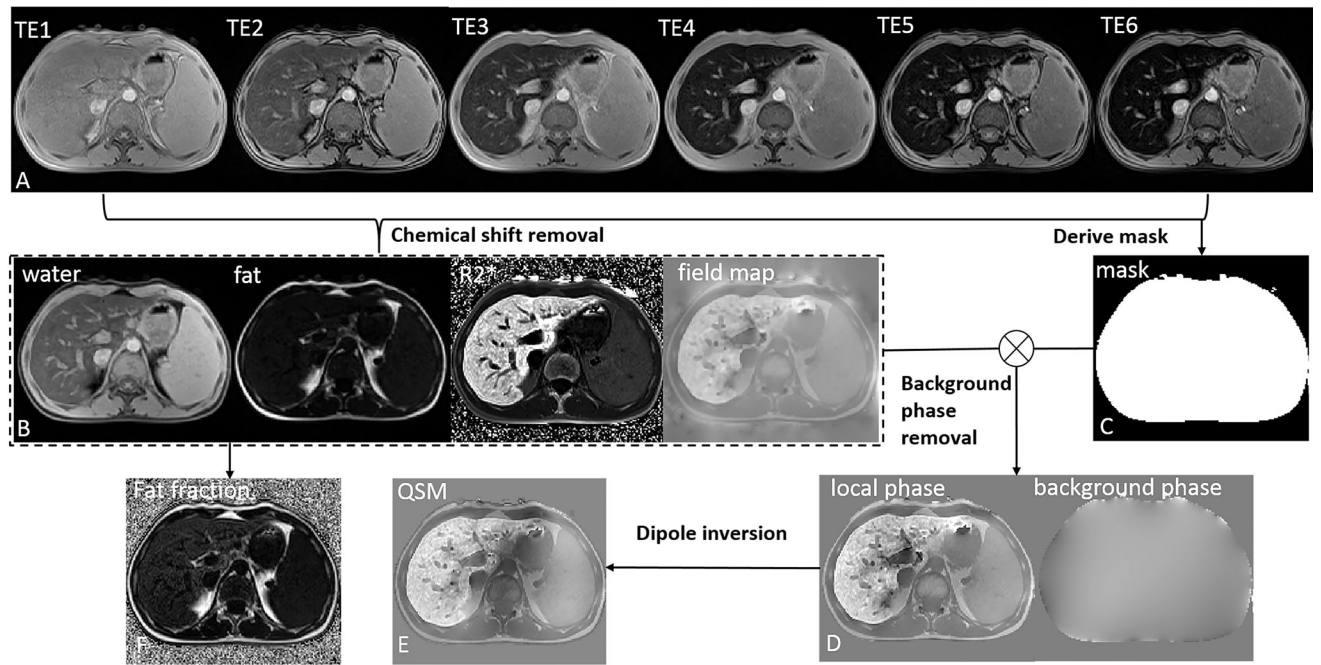 TE1 TE2 TE3 TE4 TE5 TE6
A
Chemical shift removal
Derive mask
water fat R2* field map
mask
B
Background
phase
removal
C
Fat fraction
QSM
local phase background phase
Dipole inversion
F
E
D